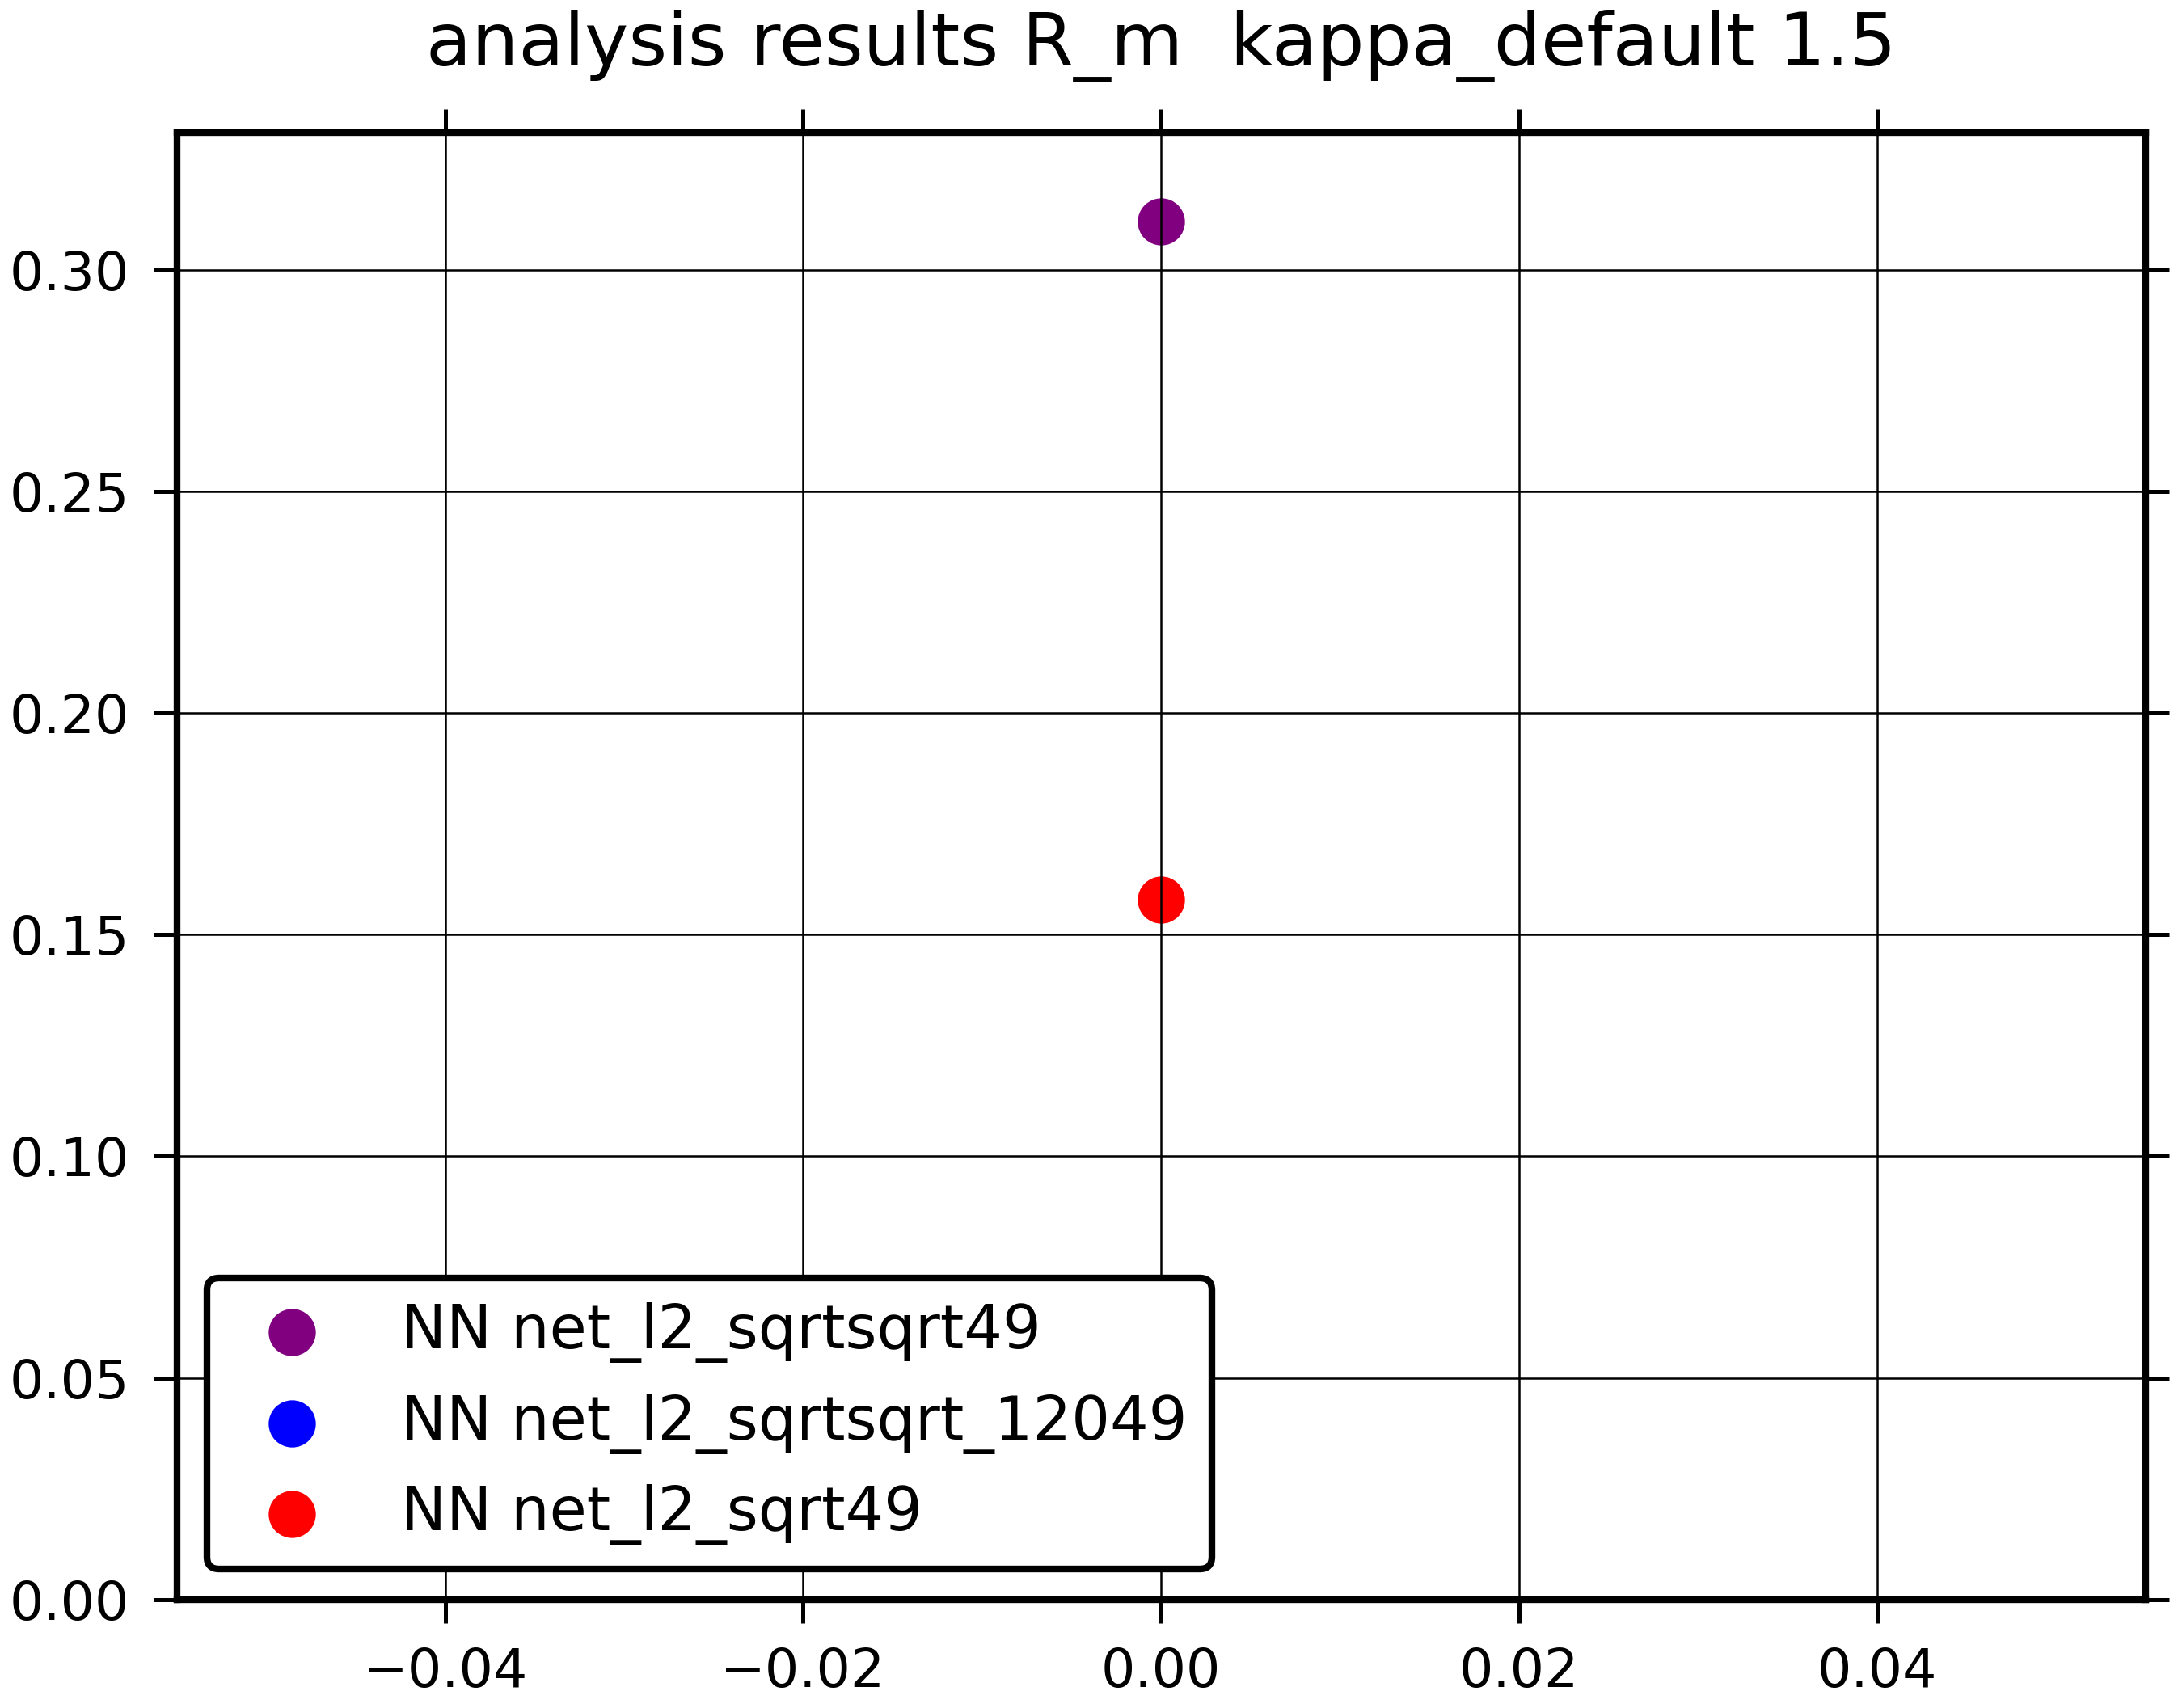 analysis results R_m  kappa_default 1.5
0.30
0.25
0.20
0.15
0.10
0.05
0.00
NN net_l2_sqrtsqrt49
NN net_l2_sqrtsqrt_12049
NN net_l2_sqrt49
−0.04 −0.02 0.00 0.02 0.04